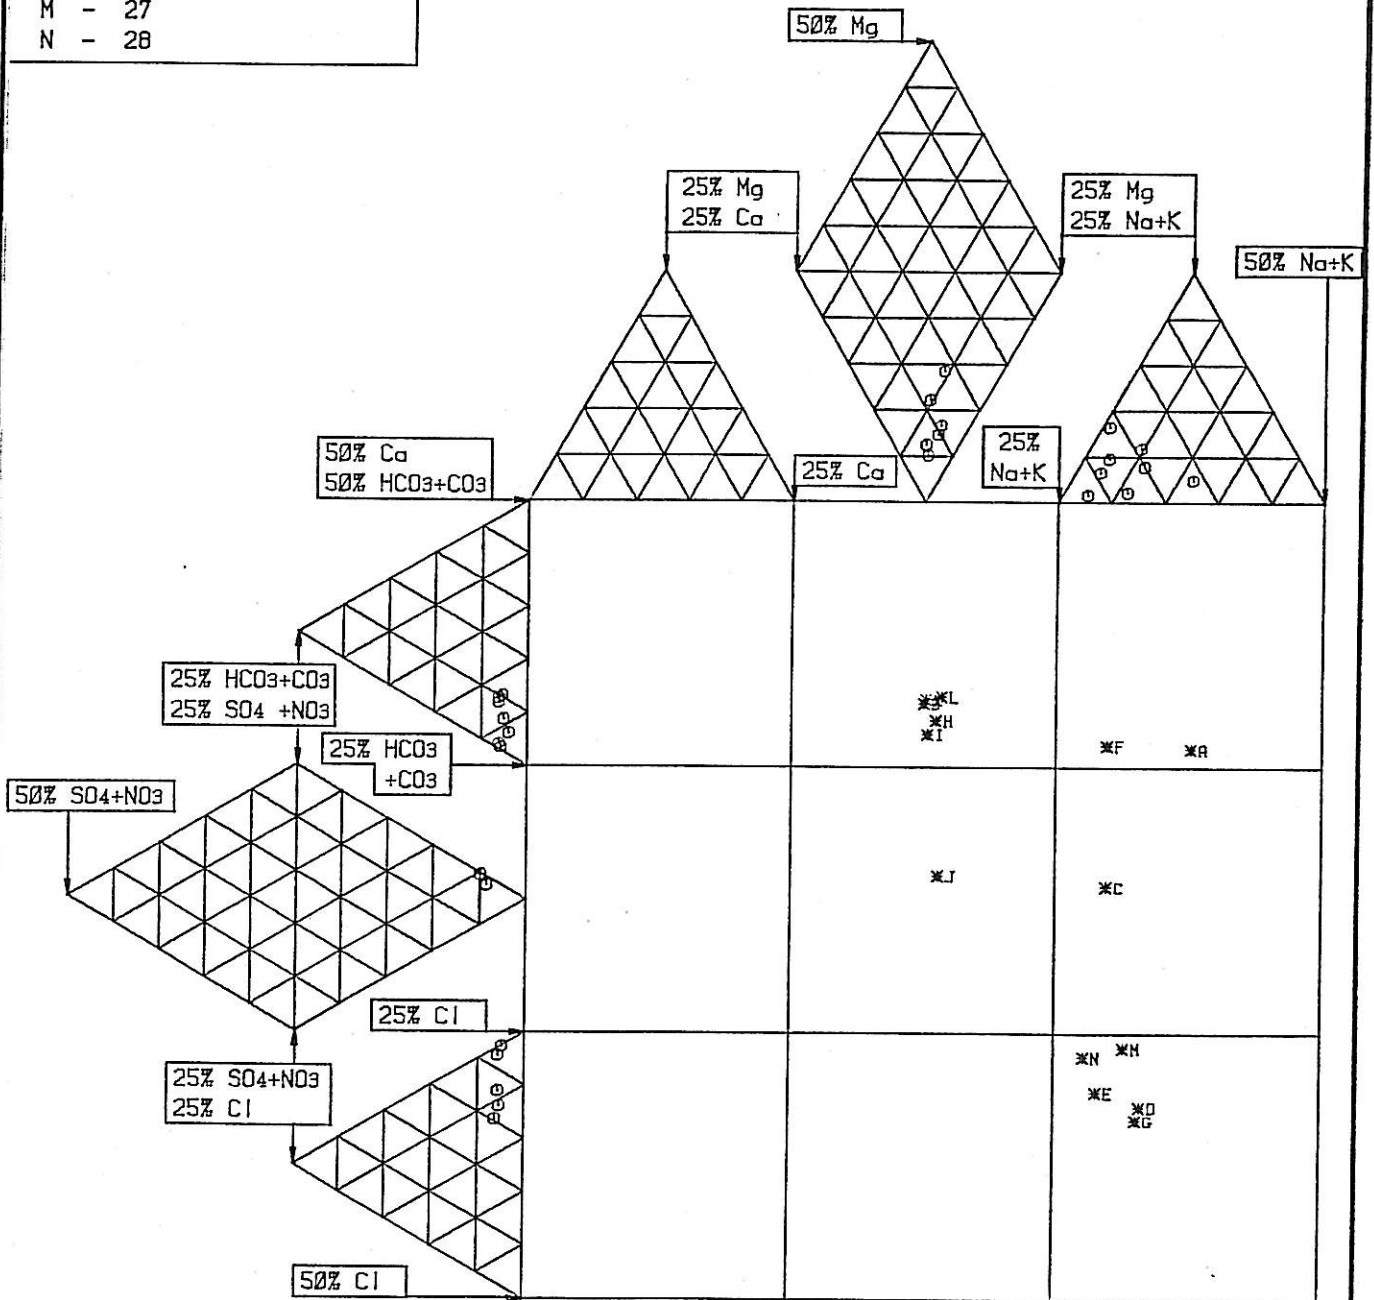 M - 27
N - 28
50% Mg
25% Mg
25% Ca
25% Mg
25% Na+K
50% Na+K
50% Ca
50% HCO3+CO3
25% Ca
25%
Na+K
25% HCO3+CO3
25% SO4 +NO3
25% HCO3
+CO3
50% SO4+NO3
25% Cl
25% SO4+NO3
25% Cl
50% Cl
L
H
I
F
A
J
C
M
N
E
D
G